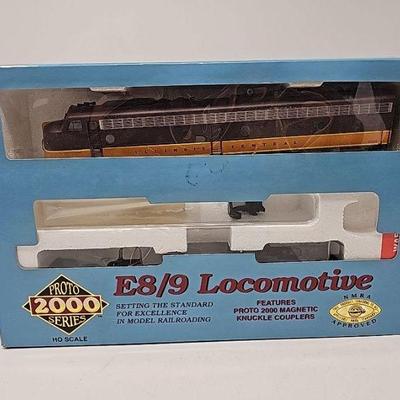 ILLINOIS CENTRAL
PROTO
2000
SERIES
HO SCALE
E8/9 Locomotive
SETTING THE STANDARD
FOR EXCELLENCE
IN MODEL RAILROADING
FEATURES
PROTO 2000 MAGNETIC
KNUCKLE COUPLERS
NMRA
APPROVED